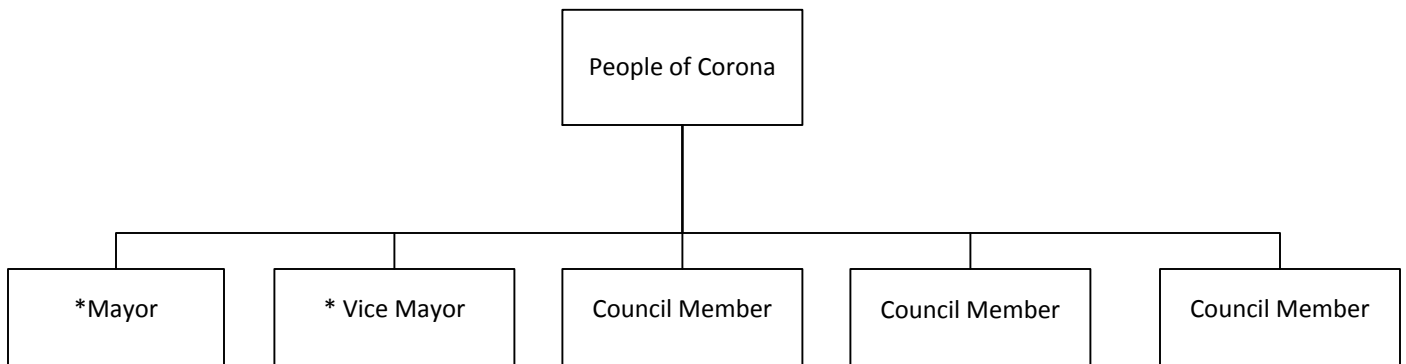 People of Corona
*Mayor
* Vice Mayor
Council Member
Council Member
Council Member